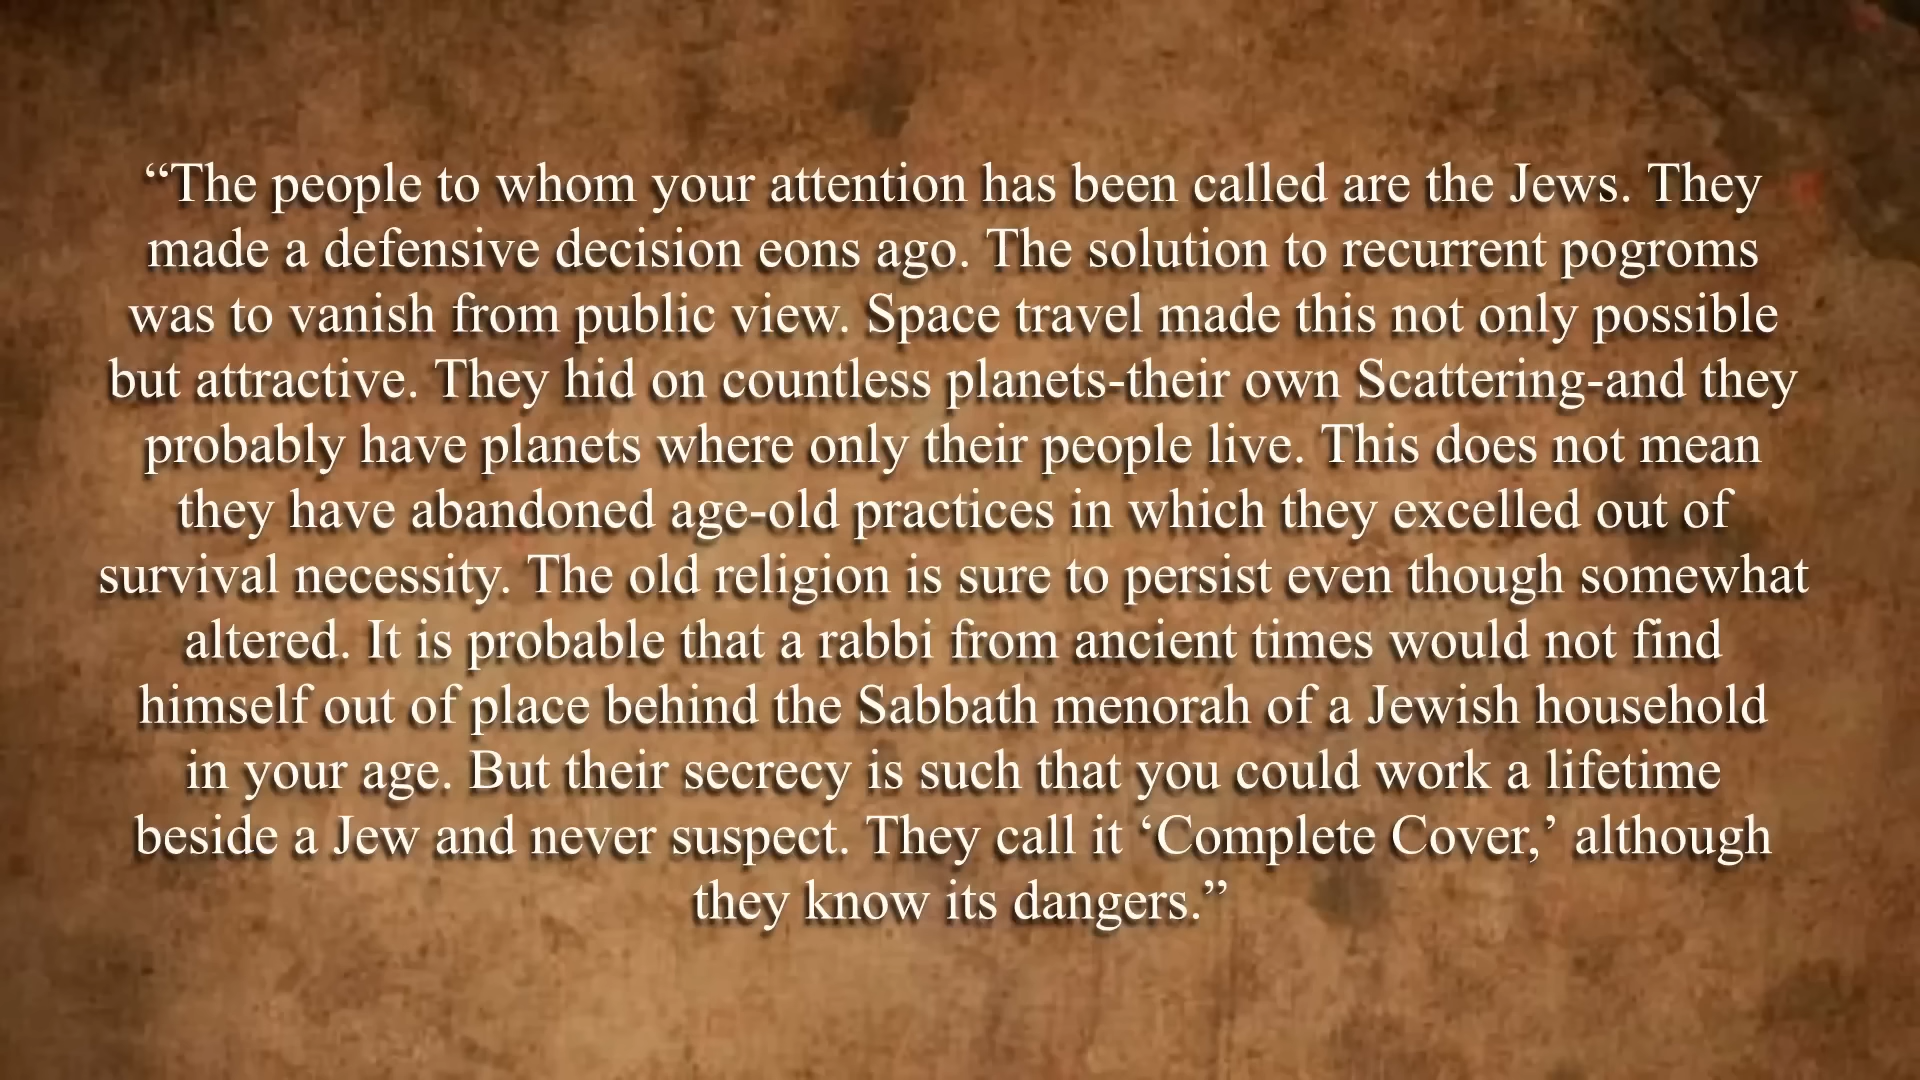 “The people to whom your attention has been called are the Jews. They
made a defensive decision eons ago. The solution to recurrent pogroms
was to vanish from public view. Space travel made this not only possible
but attractive. They hid on countless planets-their own Scattering-and they
probably have planets where only their people live. This does not mean
they have abandoned age-old practices in which they excelled out of
survival necessity. The old religion is sure to persist even though somewhat
altered. It is probable that a rabbi from ancient times would not find
himself out of place behind the Sabbath menorah of a Jewish household
in your age. But their secrecy is such that you could work a lifetime
beside a Jew and never suspect. They call it ‘Complete Cover,’ although
they know its dangers.”